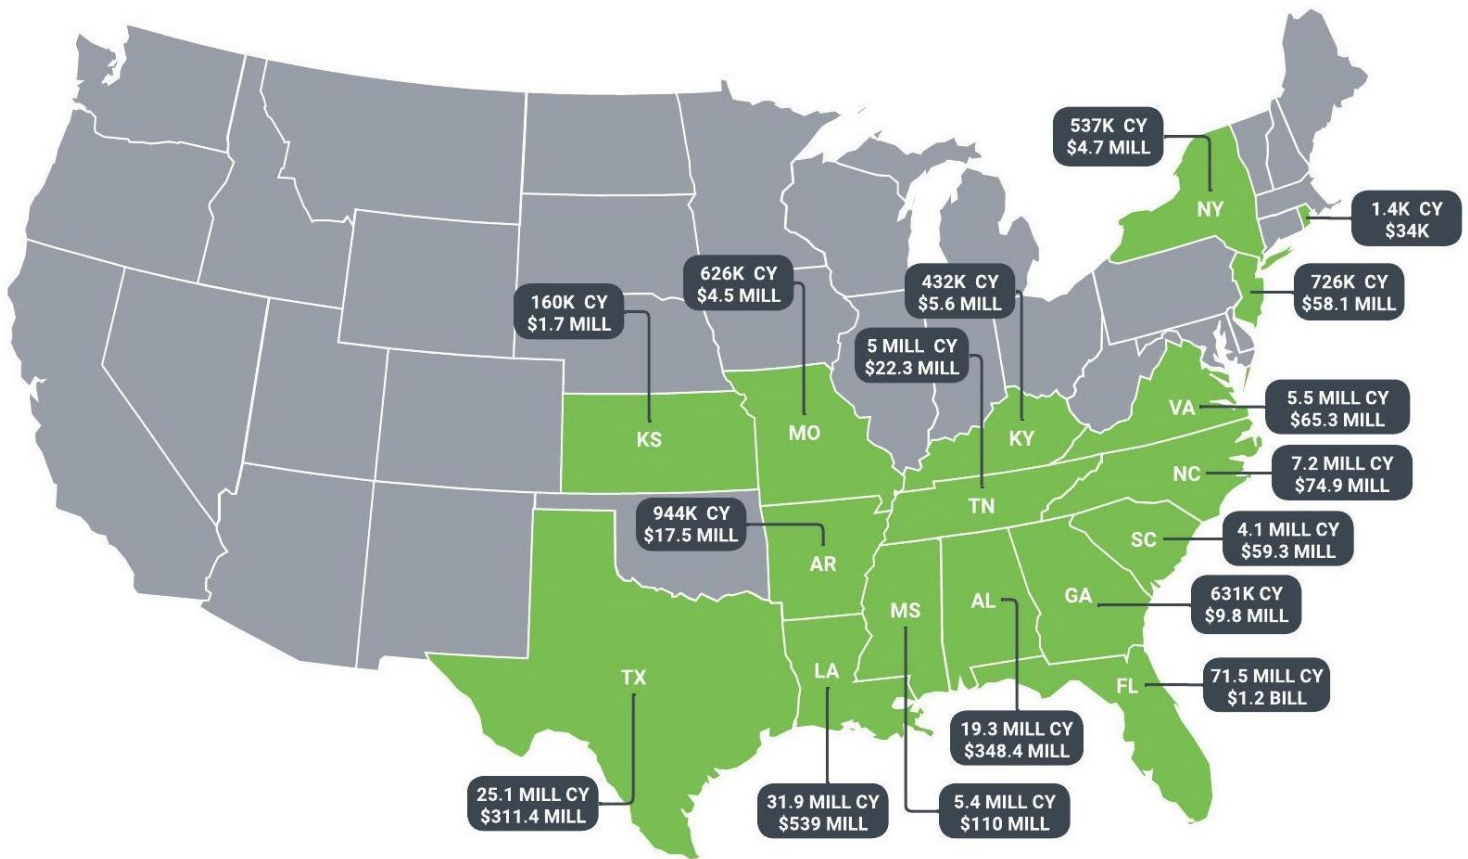 537K CY
$4.7 MILL
NY
1.4K CY
$34K
626K CY
$4.5 MILL
432K CY
$5.6 MILL
726K CY
$58.1 MILL
160K CY
$1.7 MILL
5 MILL CY
$22.3 MILL
5.5 MILL CY
$65.3 MILL
VA
KS
MO
KY
7.2 MILL CY
$74.9 MILL
NC
TN
944K CY
$17.5 MILL
4.1 MILL CY
$59.3 MILL
SC
AR
631K CY
$9.8 MILL
GA
AL
MS
TX
LA
FL
71.5 MILL CY
$1.2 BILL
19.3 MILL CY
$348.4 MILL
25.1 MILL CY
$311.4 MILL
31.9 MILL CY
$539 MILL
5.4 MILL CY
$110 MILL